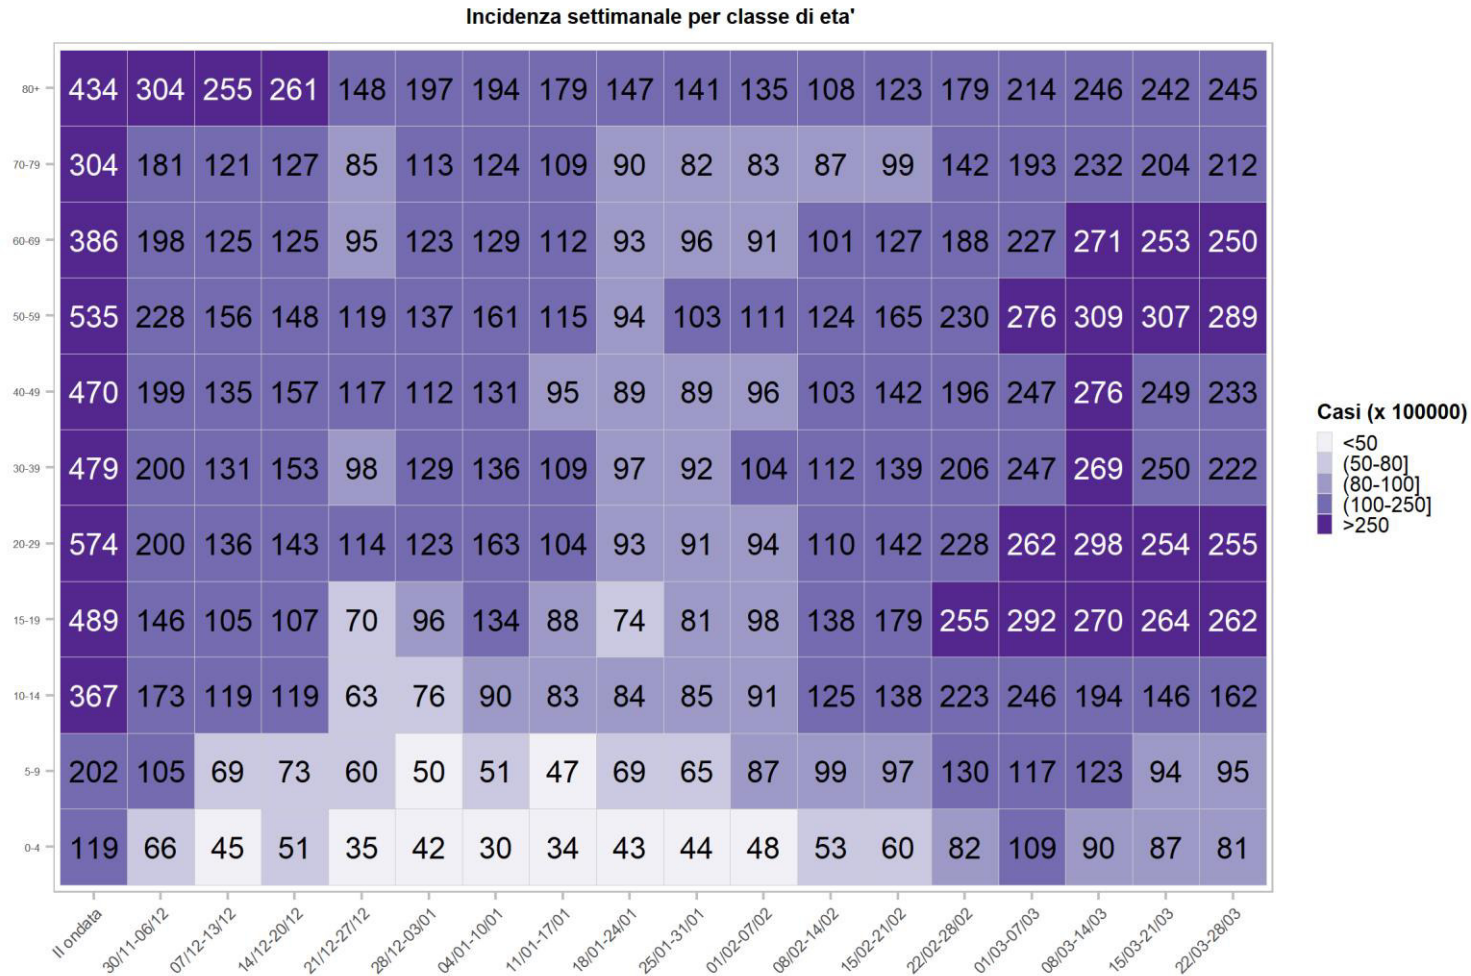 Incidenza settimanale per classe di eta'
80+ 434 304 255 261 148 197 194 179 147 141 135 108 123 179 214 246 242 245
70-79 304 181 121 127 85 113 124 109 90 82 83 87 99 142 193 232 204 212
60-69 386 198 125 125 95 123 129 112 93 96 91 101 127 188 227 271 253 250
50-59 535 228 156 148 119 137 161 115 94 103 111 124 165 230 276 309 307 289
40-49 470 199 135 157 117 112 131 95 89 89 96 103 142 196 247 276 249 233
30-39 479 200 131 153 98 129 136 109 97 92 104 112 139 206 247 269 250 222
20-29 574 200 136 143 114 123 163 104 93 91 94 110 142 228 262 298 254 255
15-19 489 146 105 107 70 96 134 88 74 81 98 138 179 255 292 270 264 262
10-14 367 173 119 119 63 76 90 83 84 85 91 125 138 223 246 194 146 162
5-9 202 105 69 73 60 50 51 47 69 65 87 99 97 130 117 123 94 95
0-4 119 66 45 51 35 42 30 34 43 44 48 53 60 82 109 90 87 81
II ondata 30/11-06/12 07/12-13/12 14/12-20/12 21/12-27/12 28/12-03/01 04/01-10/01 11/01-17/01 18/01-24/01 25/01-31/01 01/02-07/02 08/02-14/02 15/02-21/02 22/02-28/02 01/03-07/03 08/03-14/03 15/03-21/03 22/03-28/03
Casi (x 100000)
<50
(50-80]
(80-100]
(100-250]
>250